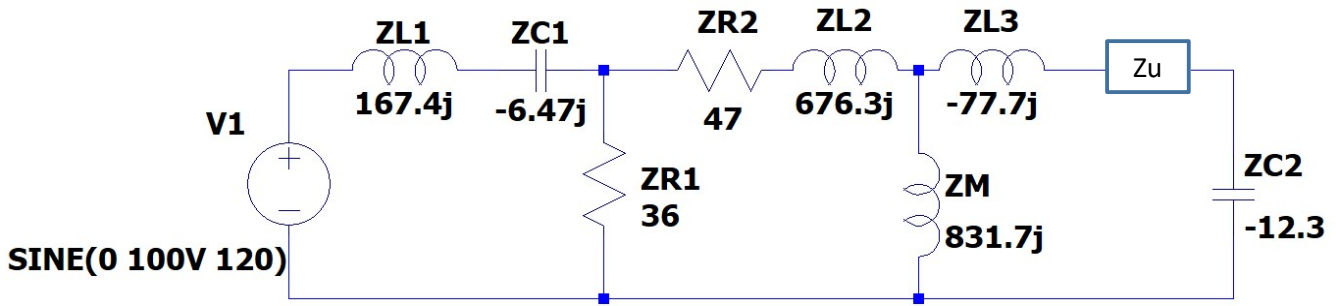 ZL1
167.4j
ZC1
-6.47j
ZR2
47
ZL2
676.3j
ZL3
-77.7j
Zu
V1
SINE(0 100V 120)
ZR1
36
ZM
831.7j
ZC2
-12.3